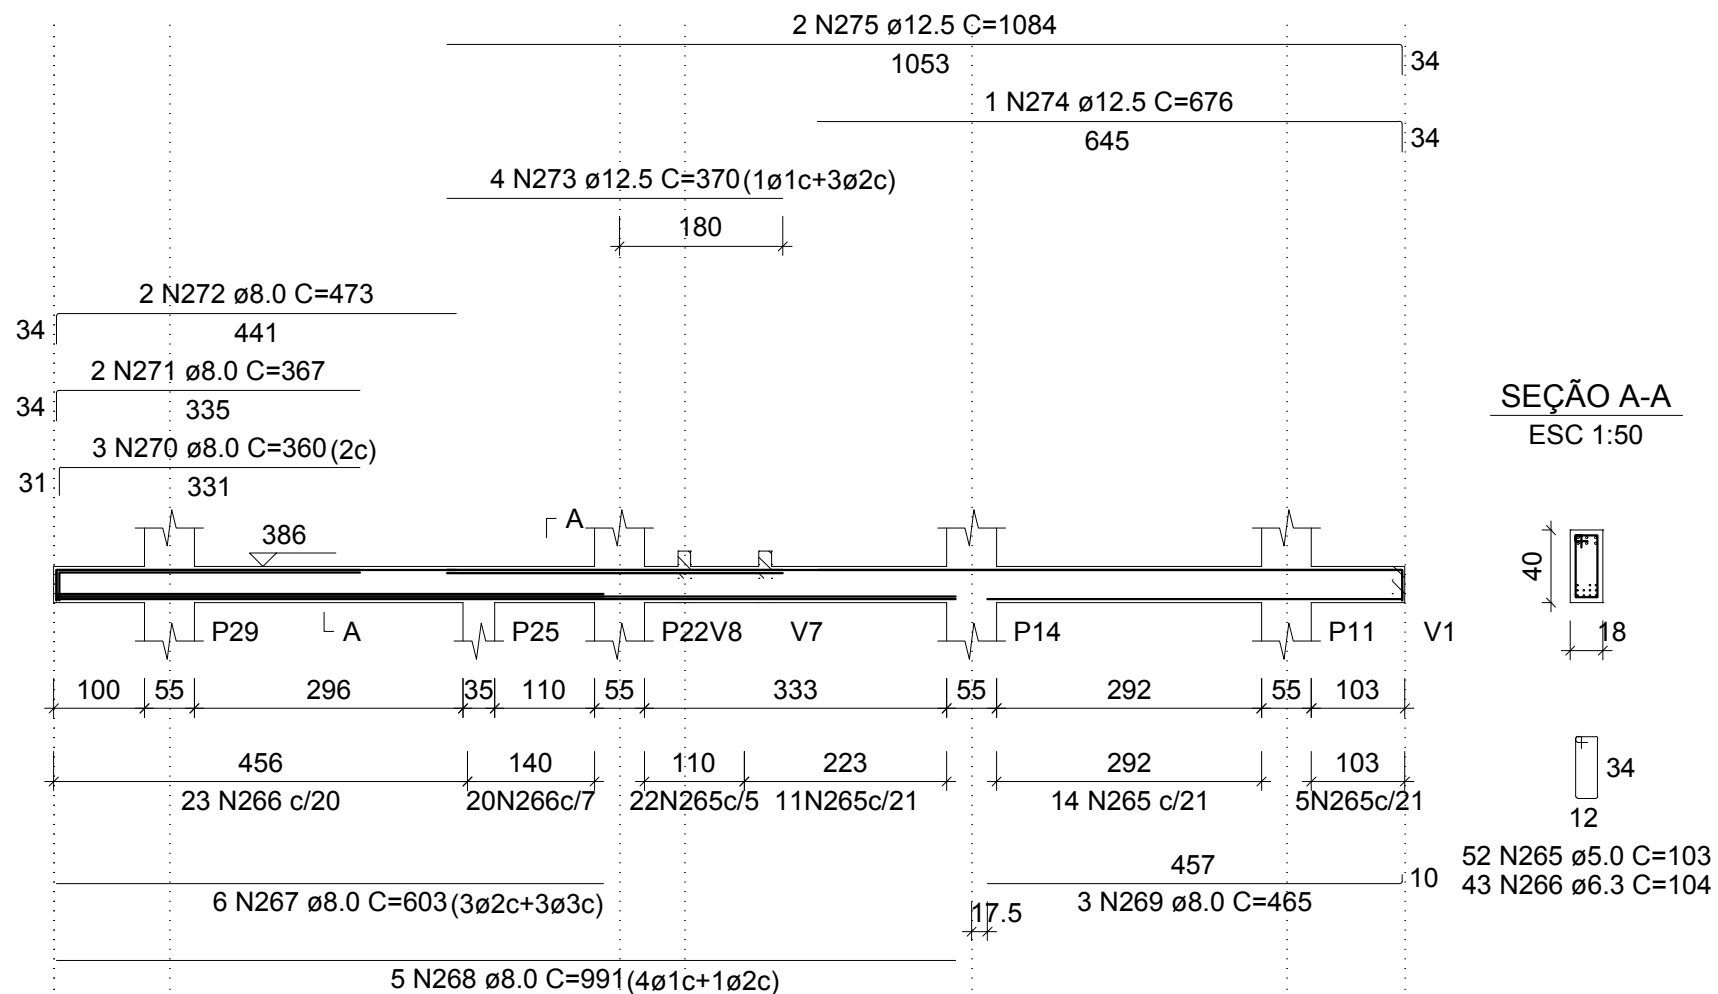 2 N275 ø12.5 C=1084
1053
34
1 N274 ø12.5 C=676
645
34
4 N273 ø12.5 C=370(1ø1c+3ø2c)
180
2 N272 ø8.0 C=473
34
441
2 N271 ø8.0 C=367
34
335
3 N270 ø8.0 C=360(2c)
31
331
SEÇÃO A-A
ESC 1:50
386
A
40
18
P29
A
P25
P22
V8
V7
P14
P11
V1
100 55 296 35 110 55 333 55 292 55 103
456 140 110 223 292 103
23 N266 c/20 20N266c/7 22N265c/5 11N265c/21 14 N265 c/21 5N265c/21
34
12
52 N265 ø5.0 C=103
43 N266 ø6.3 C=104
457
10
6 N267 ø8.0 C=603(3ø2c+3ø3c)
3 N269 ø8.0 C=465
17.5
5 N268 ø8.0 C=991(4ø1c+1ø2c)